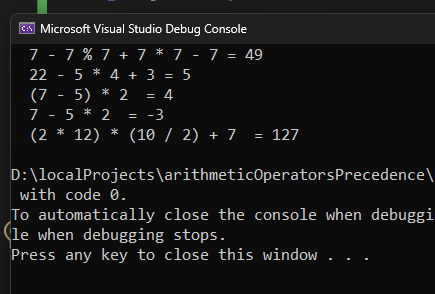 Microsoft Visual Studio Debug Console
7 - 7 % 7 + 7 * 7 - 7 = 49
22 - 5 * 4 + 3 = 5
(7 - 5) * 2  = 4
7 - 5 * 2  = -3
(2 * 12) * (10 / 2) + 7  = 127
D:\localProjects\arithmeticOperatorsPrecedence\
with code 0.
To automatically close the console when debuggi
le when debugging stops.
Press any key to close this window . . .